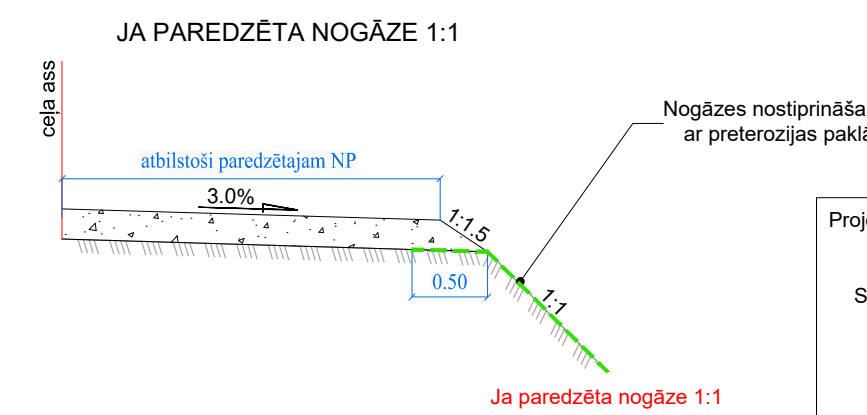 JA PAREDZĒTA NOGĀZE 1:1
ceļa ass
Nogāzes nostiprināša
ar preterozijas paklā
atbilstoši paredzētajam NP
3.0%
1:1.5
Proje
S
0.50
1:1
Ja paredzēta nogāze 1:1